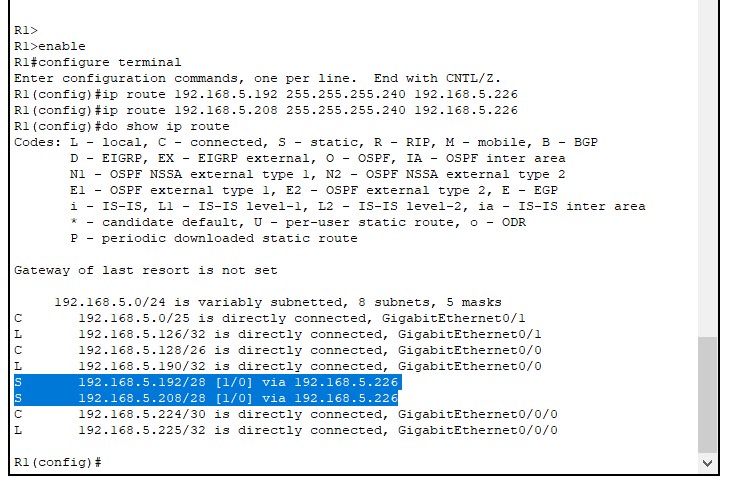 R1>
R1>enable
R1#configure terminal
Enter configuration commands, one per line.  End with CNTL/Z.
R1(config)#ip route 192.168.5.192 255.255.255.240 192.168.5.226
R1(config)#ip route 192.168.5.208 255.255.255.240 192.168.5.226
R1(config)#do show ip route
Codes: L - local, C - connected, S - static, R - RIP, M - mobile, B - BGP
       D - EIGRP, EX - EIGRP external, O - OSPF, IA - OSPF inter area
       N1 - OSPF NSSA external type 1, N2 - OSPF NSSA external type 2
       E1 - OSPF external type 1, E2 - OSPF external type 2, E - EGP
       i - IS-IS, L1 - IS-IS level-1, L2 - IS-IS level-2, ia - IS-IS inter area
       * - candidate default, U - per-user static route, o - ODR
       P - periodic downloaded static route
Gateway of last resort is not set
     192.168.5.0/24 is variably subnetted, 8 subnets, 5 masks
C       192.168.5.0/25 is directly connected, GigabitEthernet0/1
L       192.168.5.126/32 is directly connected, GigabitEthernet0/1
C       192.168.5.128/26 is directly connected, GigabitEthernet0/0
L       192.168.5.190/32 is directly connected, GigabitEthernet0/0
S       192.168.5.192/28 [1/0] via 192.168.5.226
S       192.168.5.208/28 [1/0] via 192.168.5.226
C       192.168.5.224/30 is directly connected, GigabitEthernet0/0/0
L       192.168.5.225/32 is directly connected, GigabitEthernet0/0/0
R1(config)#